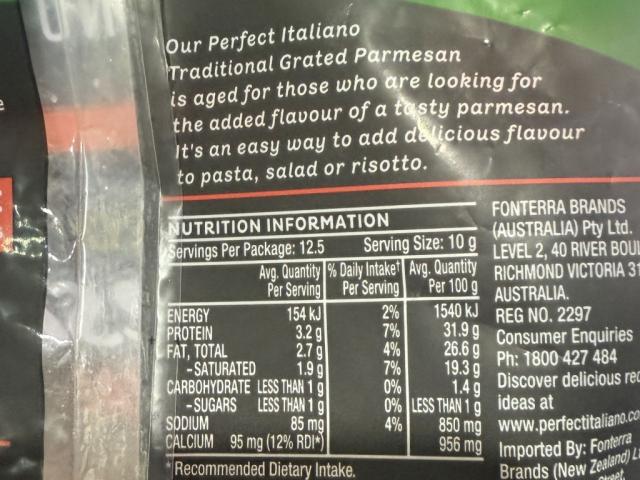 Our Perfect Italiano
Traditional Grated Parmesan
is aged for those who are looking for
the added flavour of a tasty parmesan.
It's an easy way to add delicious flavour
to pasta, salad or risotto.
NUTRITION INFORMATION
Servings Per Package: 12.5 Serving Size: 10 g
Avg. Quantity Per Serving % Daily Intake† Per Serving Avg. Quantity Per 100 g
ENERGY 154 kJ 2% 1540 kJ
PROTEIN 3.2 g 7% 31.9 g
FAT, TOTAL 2.7 g 4% 26.6 g
-SATURATED 1.9 g 7% 19.3 g
CARBOHYDRATE LESS THAN 1 g 0% 1.4 g
-SUGARS LESS THAN 1 g 0% LESS THAN 1 g
SODIUM 85 mg 4% 850 mg
CALCIUM 95 mg (12% RDI*) 956 mg
*Recommended Dietary Intake.
FONTERRA BRANDS
(AUSTRALIA) Pty Ltd.
LEVEL 2, 40 RIVER BOUL
RICHMOND VICTORIA 31
AUSTRALIA.
REG NO. 2297
Consumer Enquiries
Ph: 1800 427 484
Discover delicious rec
ideas at
www.perfectitaliano.co
Imported By: Fonterra
Brands (New Zealand) L
Street,